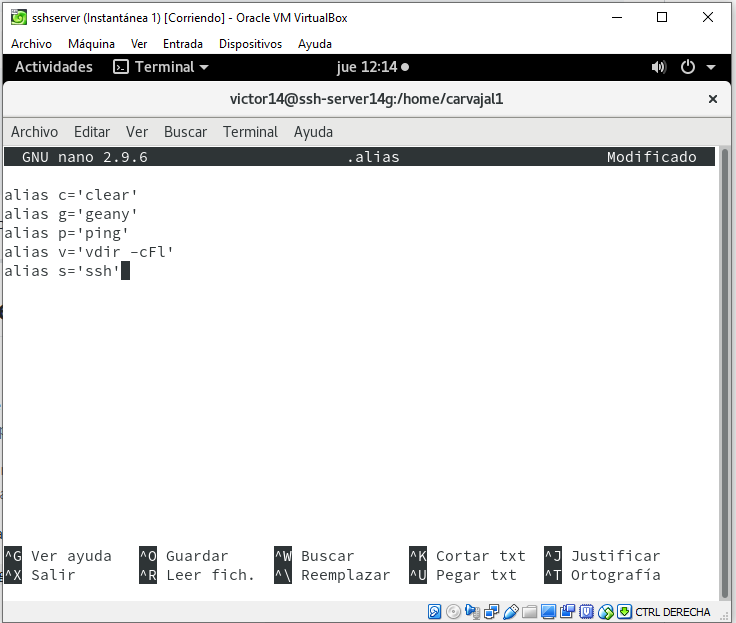 sshserver (Instantánea 1) [Corriendo] - Oracle VM VirtualBox
Archivo Máquina Ver Entrada Dispositivos Ayuda
Actividades Terminal jue 12:14
victor14@ssh-server14g:/home/carvajal1
Archivo Editar Ver Buscar Terminal Ayuda
GNU nano 2.9.6 .alias Modificado
alias c='clear'
alias g='geany'
alias p='ping'
alias v='vdir -cFl'
alias s='ssh'
^G Ver ayuda ^O Guardar ^W Buscar ^K Cortar txt ^J Justificar
^X Salir ^R Leer fich. ^\ Reemplazar ^U Pegar txt ^T Ortografía
CTRL DERECHA